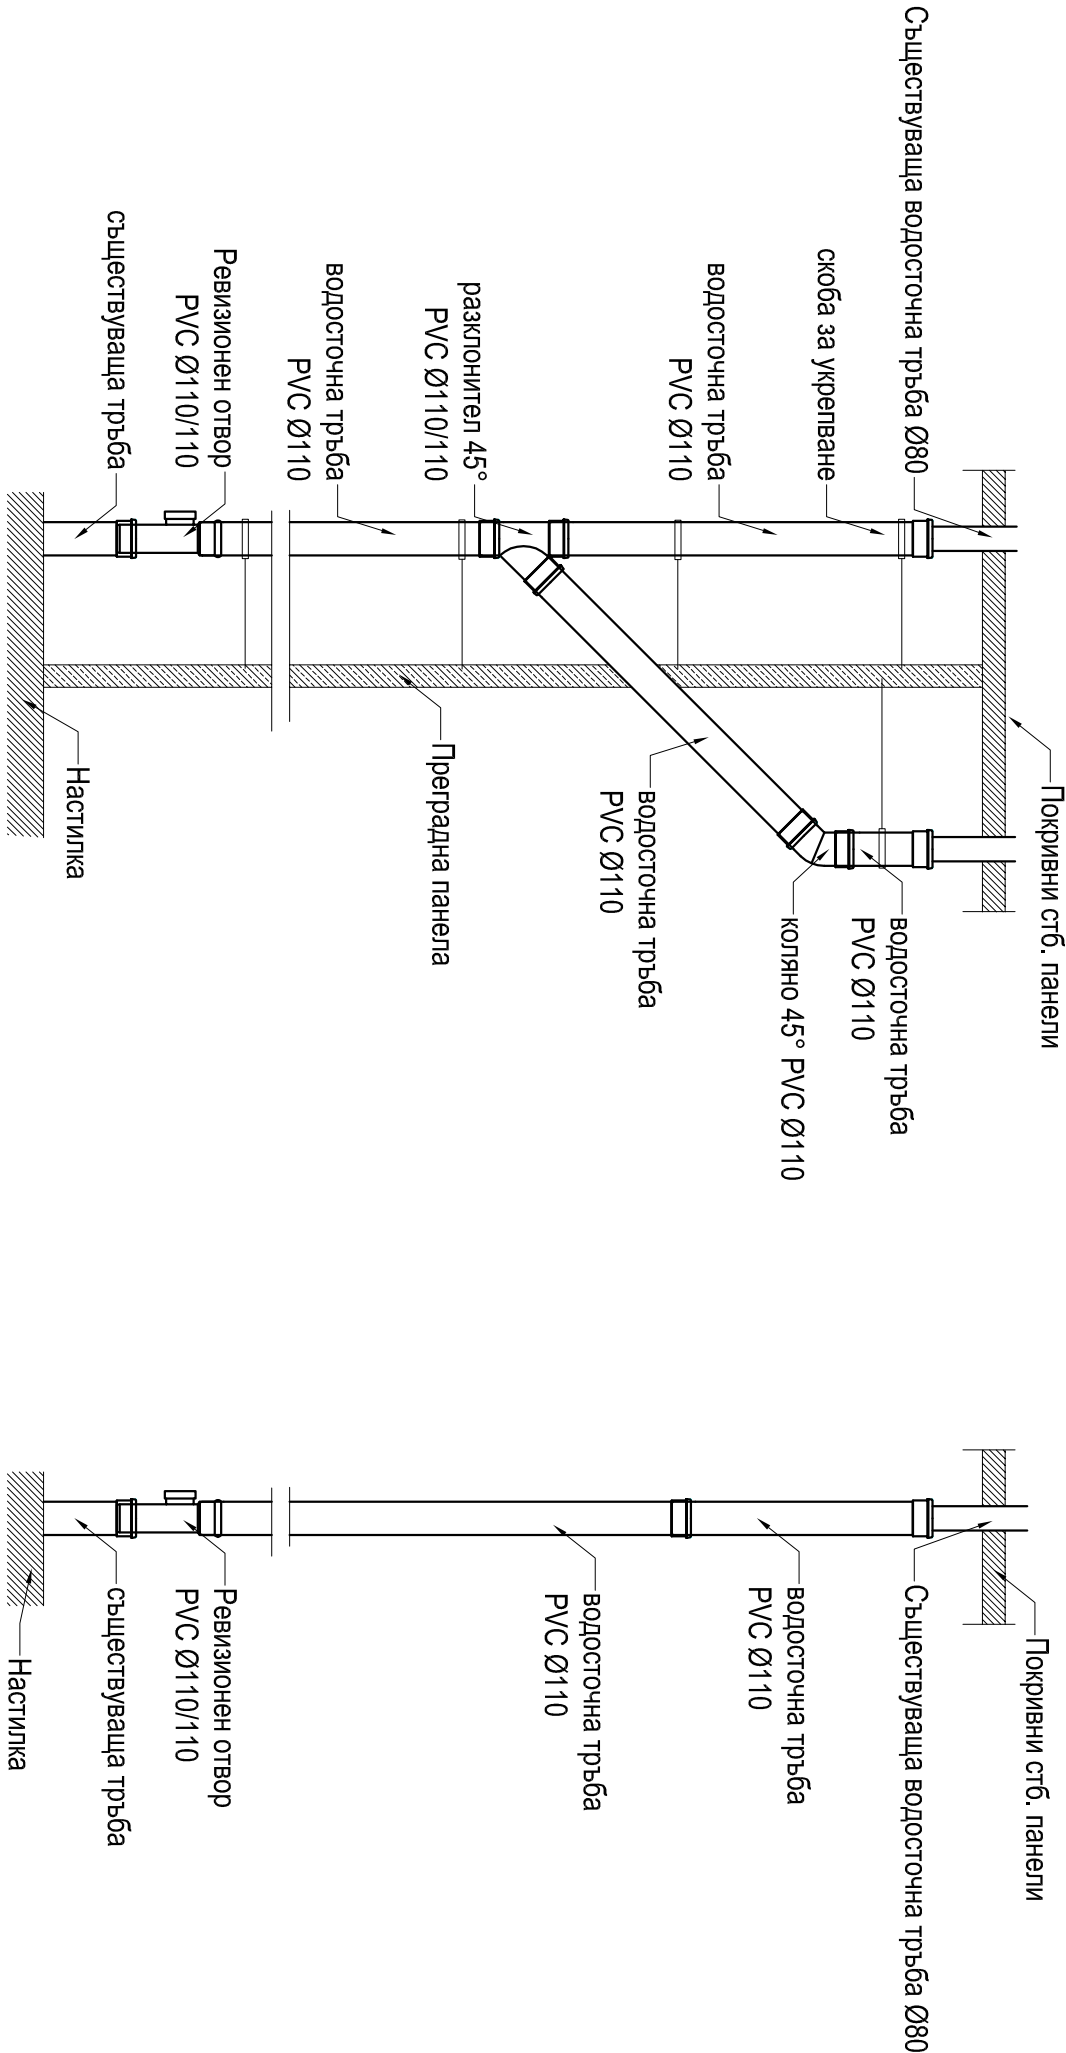 Съществуваща водосточна тръба Ø80
скоба за укрепване
водосточна тръба
PVC Ø110
разклонител 45°
PVC Ø110/110
водосточна тръба
PVC Ø110
Ревизионен отвор
PVC Ø110/110
съществуваща тръба
Покривни стб. панели
водосточна тръба
PVC Ø110
коляно 45° PVC Ø110
водосточна тръба
PVC Ø110
Преградна панела
Настилка
Покривни стб. панели
Съществуваща водосточна тръба Ø80
водосточна тръба
PVC Ø110
водосточна тръба
PVC Ø110
Ревизионен отвор
PVC Ø110/110
съществуваща тръба
Настилка